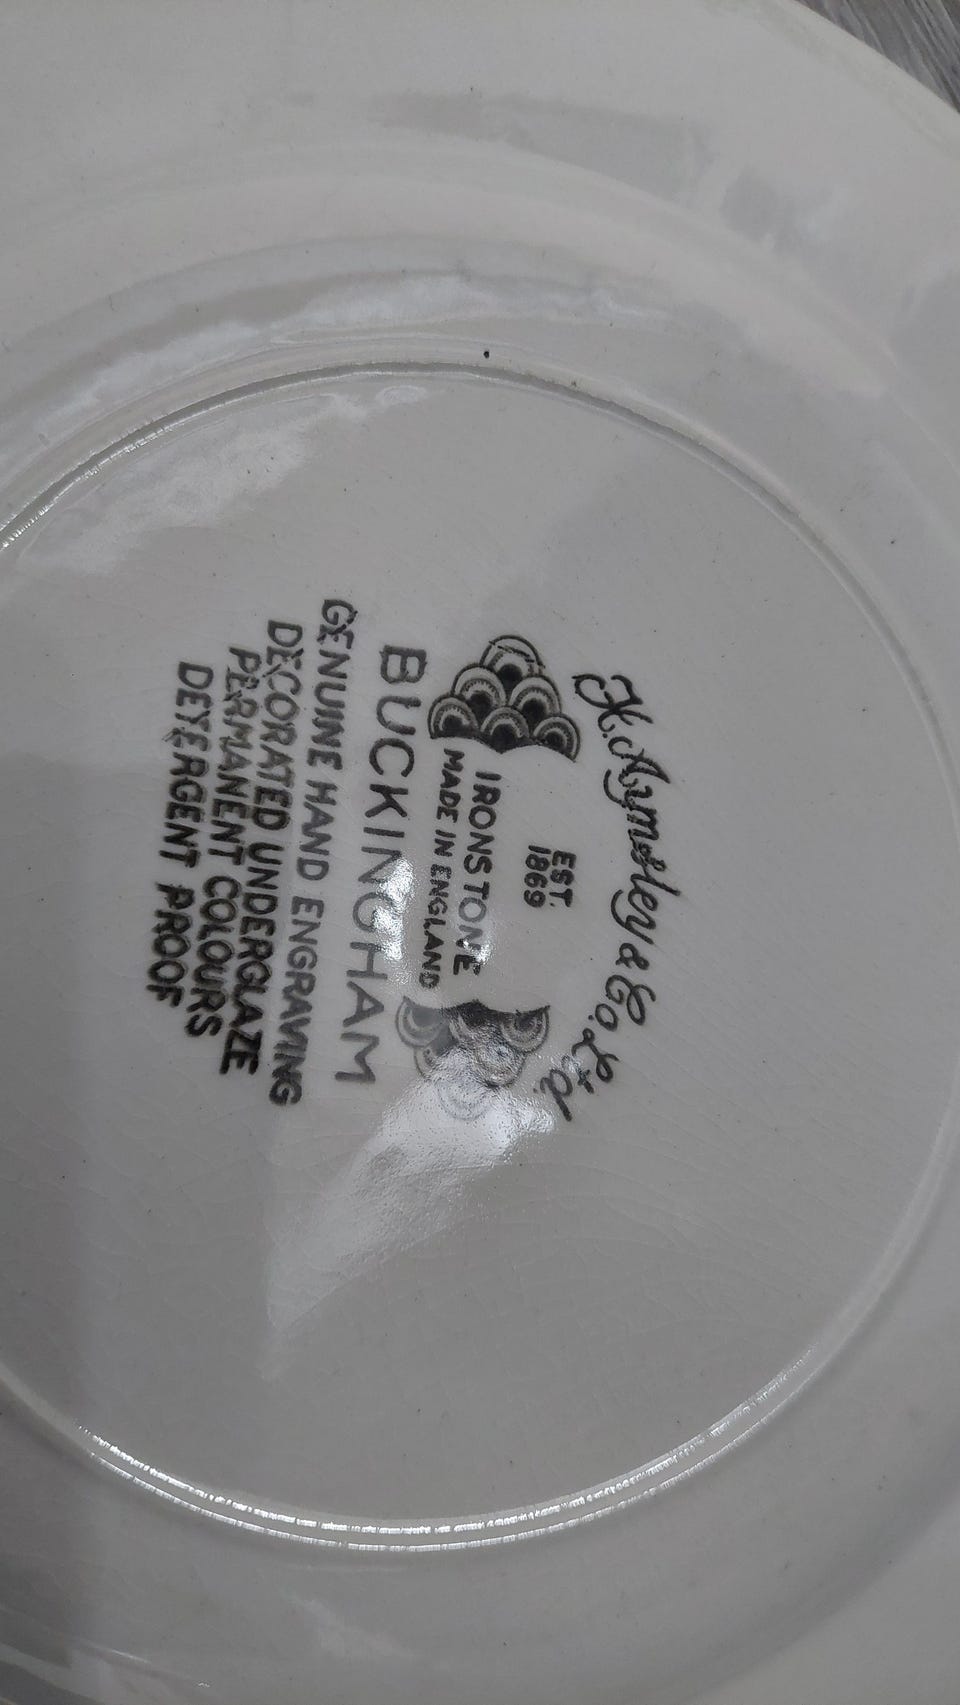 H. Aynsley & Co. Ltd.
EST.
1869
IRONSTONE
MADE IN ENGLAND
BUCKINGHAM
GENUINE HAND ENGRAVING
DECORATED UNDERGLAZE
PERMANENT COLOURS
DETERGENT PROOF